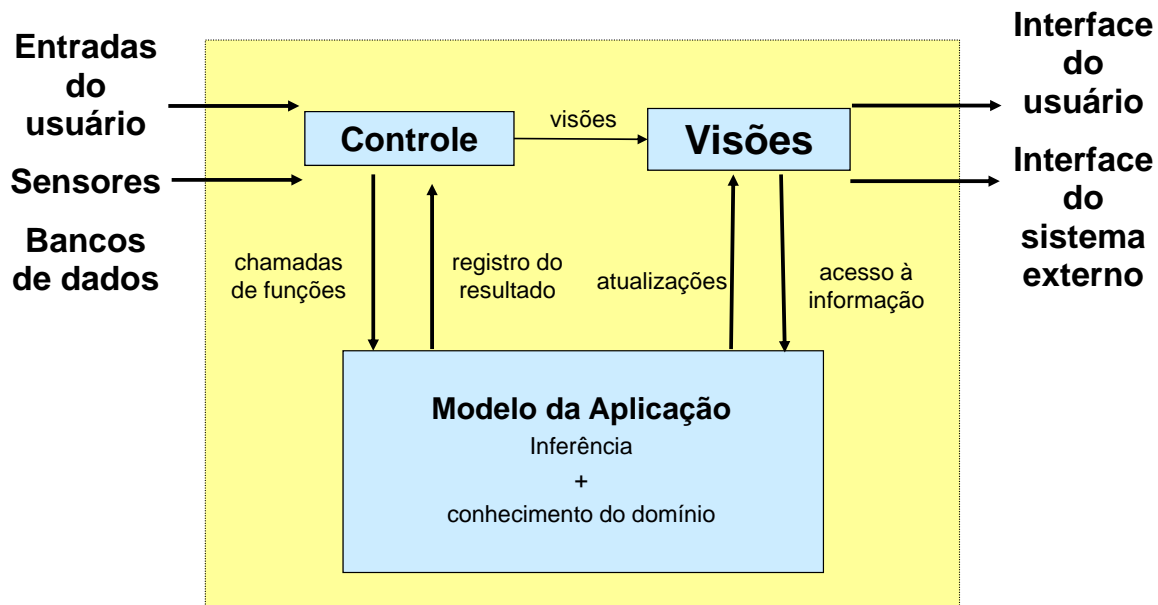 Entradas
do
usuário
Sensores
Bancos
de dados
Controle
visões
Visões
Interface
do
usuário
Interface
do
sistema
externo
chamadas
de funções
registro do
resultado
atualizações
acesso à
informação
Modelo da Aplicação
Inferência
+
conhecimento do domínio